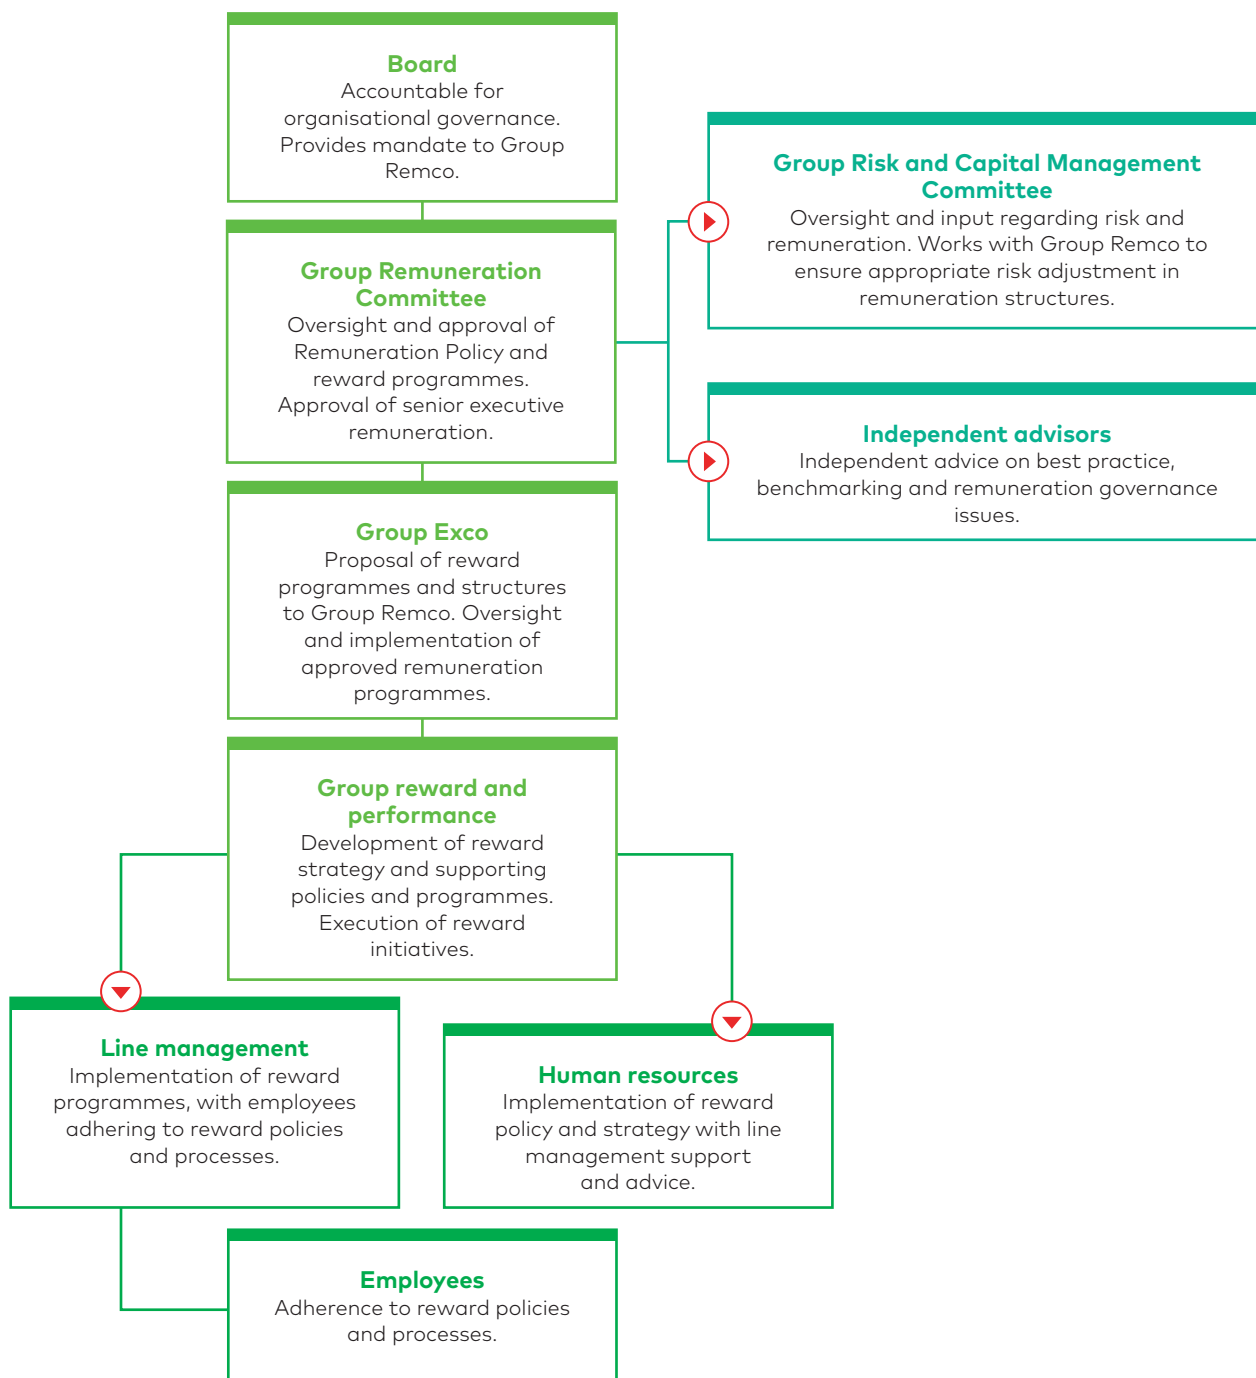 Board
Accountable for
organisational governance.
Provides mandate to Group
Remco.
Group Remuneration
Committee
Oversight and approval of
Remuneration Policy and
reward programmes.
Approval of senior executive
remuneration.
Group Risk and Capital Management
Committee
Oversight and input regarding risk and
remuneration. Works with Group Remco to
ensure appropriate risk adjustment in
remuneration structures.
Independent advisors
Independent advice on best practice,
benchmarking and remuneration governance
issues.
Group Exco
Proposal of reward
programmes and structures
to Group Remco. Oversight
and implementation of
approved remuneration
programmes.
Group reward and
performance
Development of reward
strategy and supporting
policies and programmes.
Execution of reward
initiatives.
Line management
Implementation of reward
programmes, with employees
adhering to reward policies
and processes.
Human resources
Implementation of reward
policy and strategy with line
management support
and advice.
Employees
Adherence to reward policies
and processes.